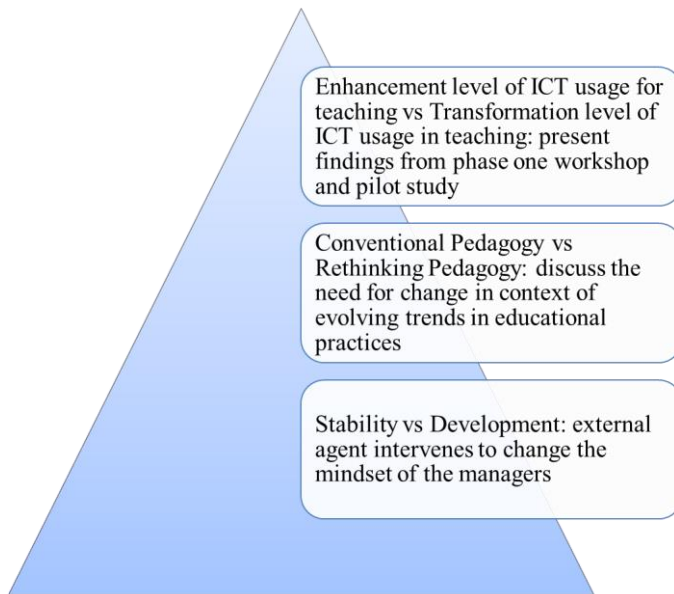 Enhancement level of ICT usage for
teaching vs Transformation level of
ICT usage in teaching: present
findings from phase one workshop
and pilot study
Conventional Pedagogy vs
Rethinking Pedagogy: discuss the
need for change in context of
evolving trends in educational
practices
Stability vs Development: external
agent intervenes to change the
mindset of the managers